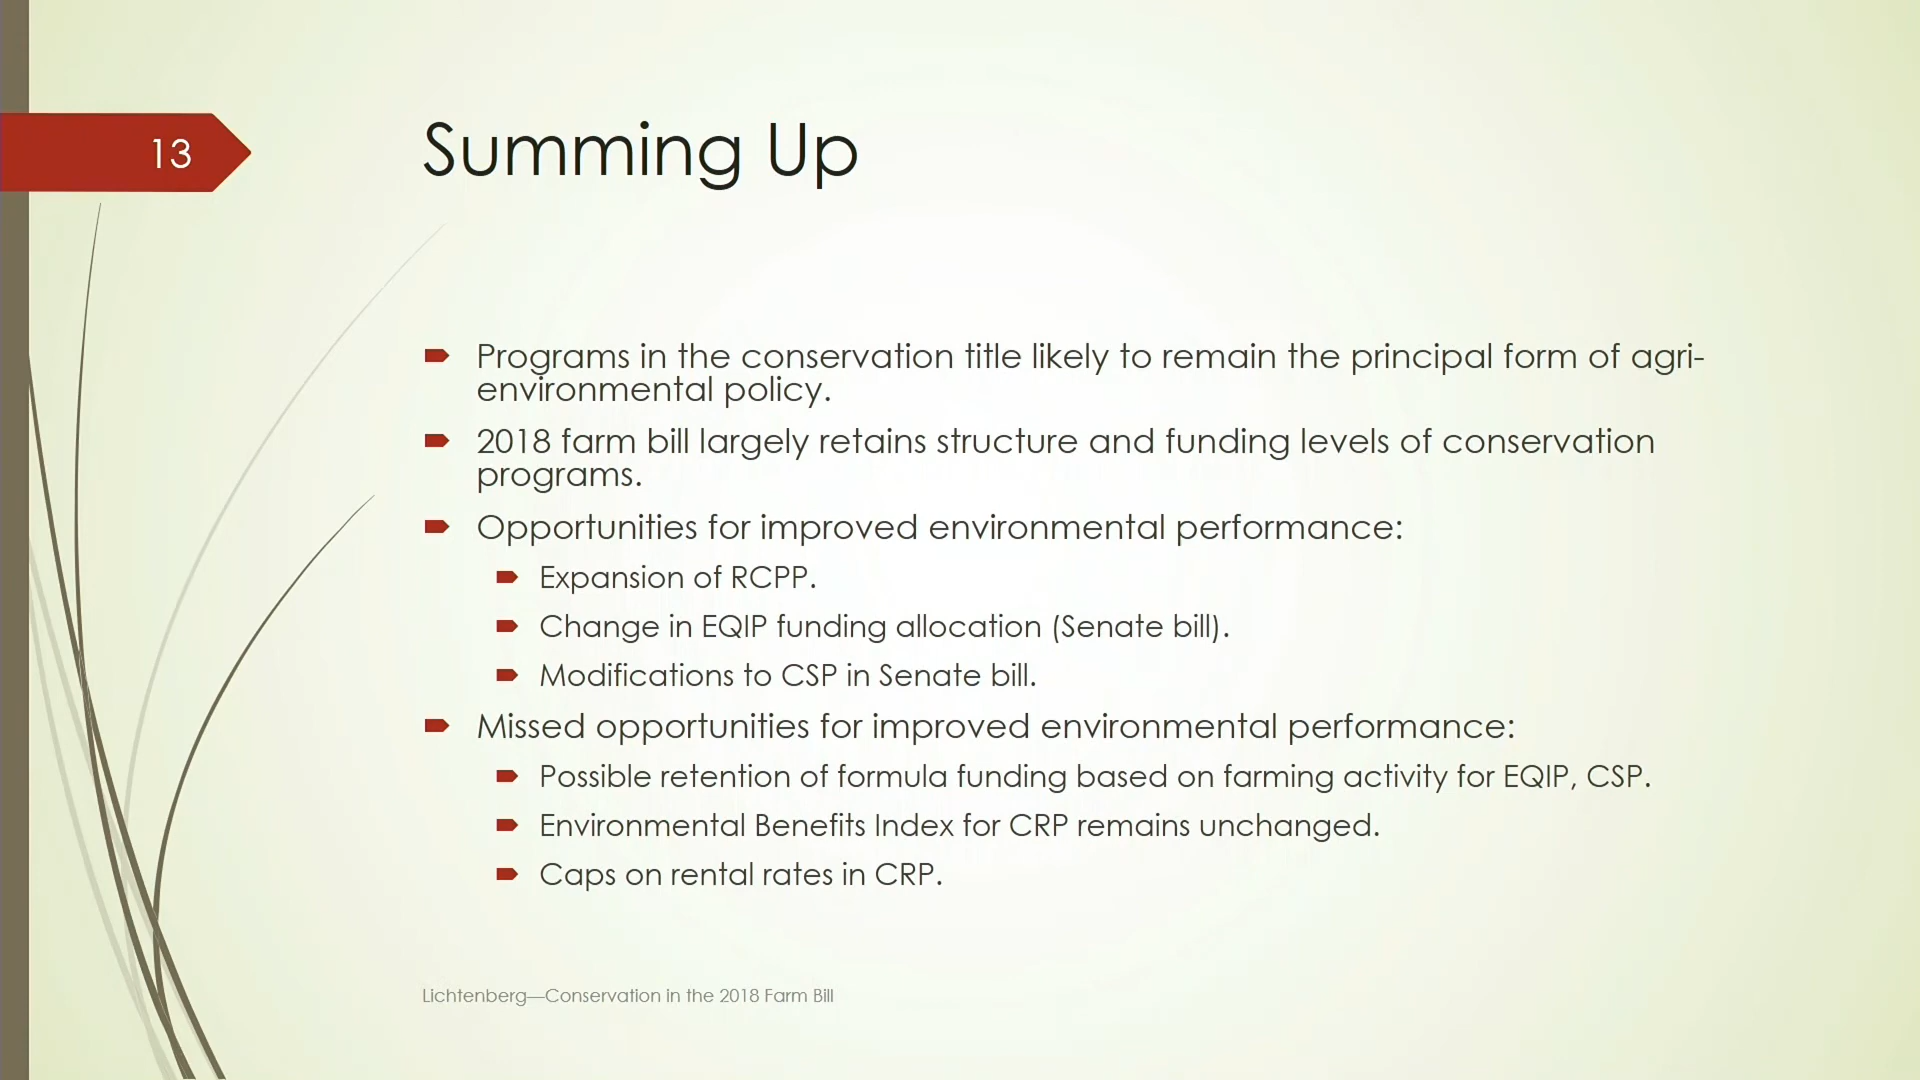 13
Summing Up
Programs in the conservation title likely to remain the principal form of agri-
environmental policy.
2018 farm bill largely retains structure and funding levels of conservation
programs.
Opportunities for improved environmental performance:
Expansion of RCPP.
Change in EQIP funding allocation (Senate bill).
Modifications to CSP in Senate bill.
Missed opportunities for improved environmental performance:
Possible retention of formula funding based on farming activity for EQIP, CSP.
Environmental Benefits Index for CRP remains unchanged.
Caps on rental rates in CRP.
Lichtenberg—Conservation in the 2018 Farm Bill